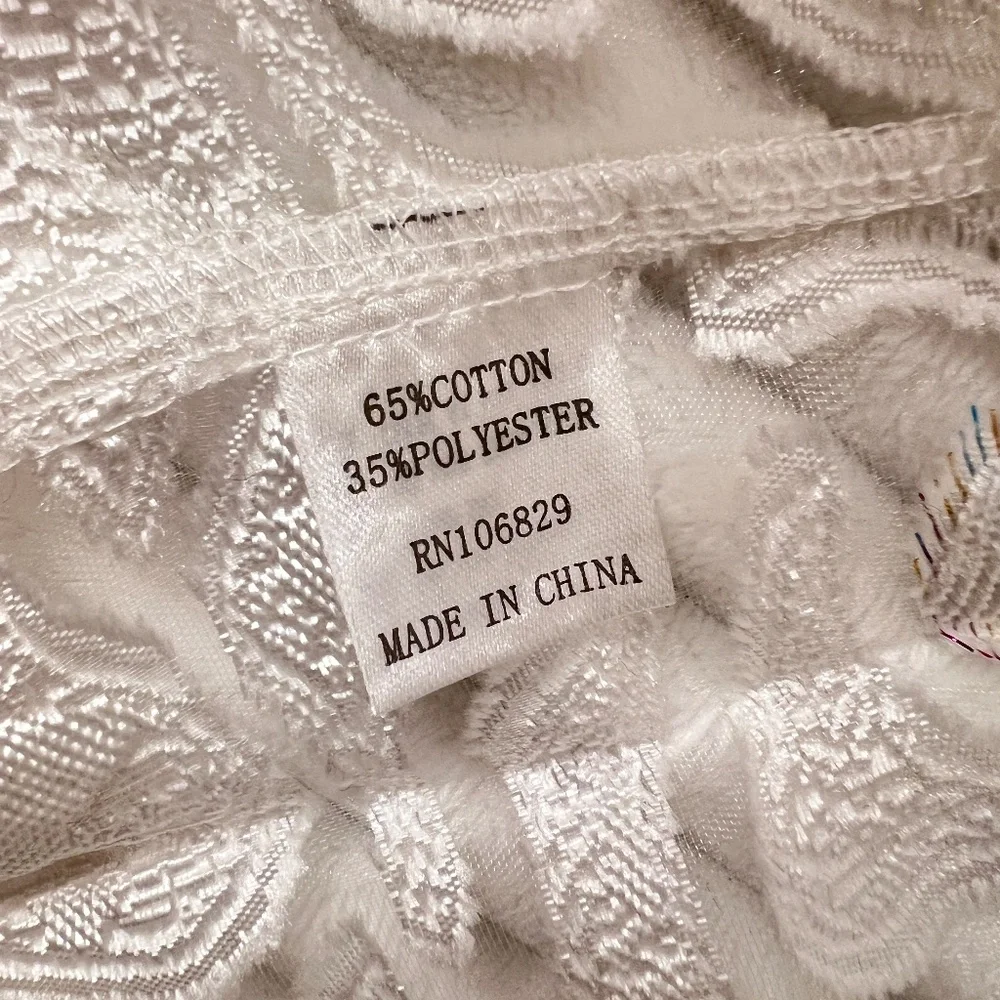 65%COTTON
35%POLYESTER
RN106829
MADE IN CHINA